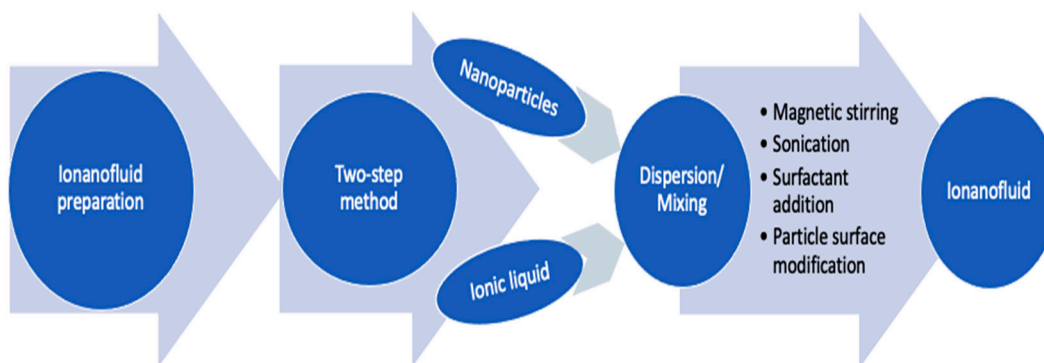 Ionanofluid
preparation
Two-step
method
Nanoparticles
Ionic liquid
Dispersion/
Mixing
• Magnetic stirring
• Sonication
• Surfactant
addition
• Particle surface
modification
Ionanofluid